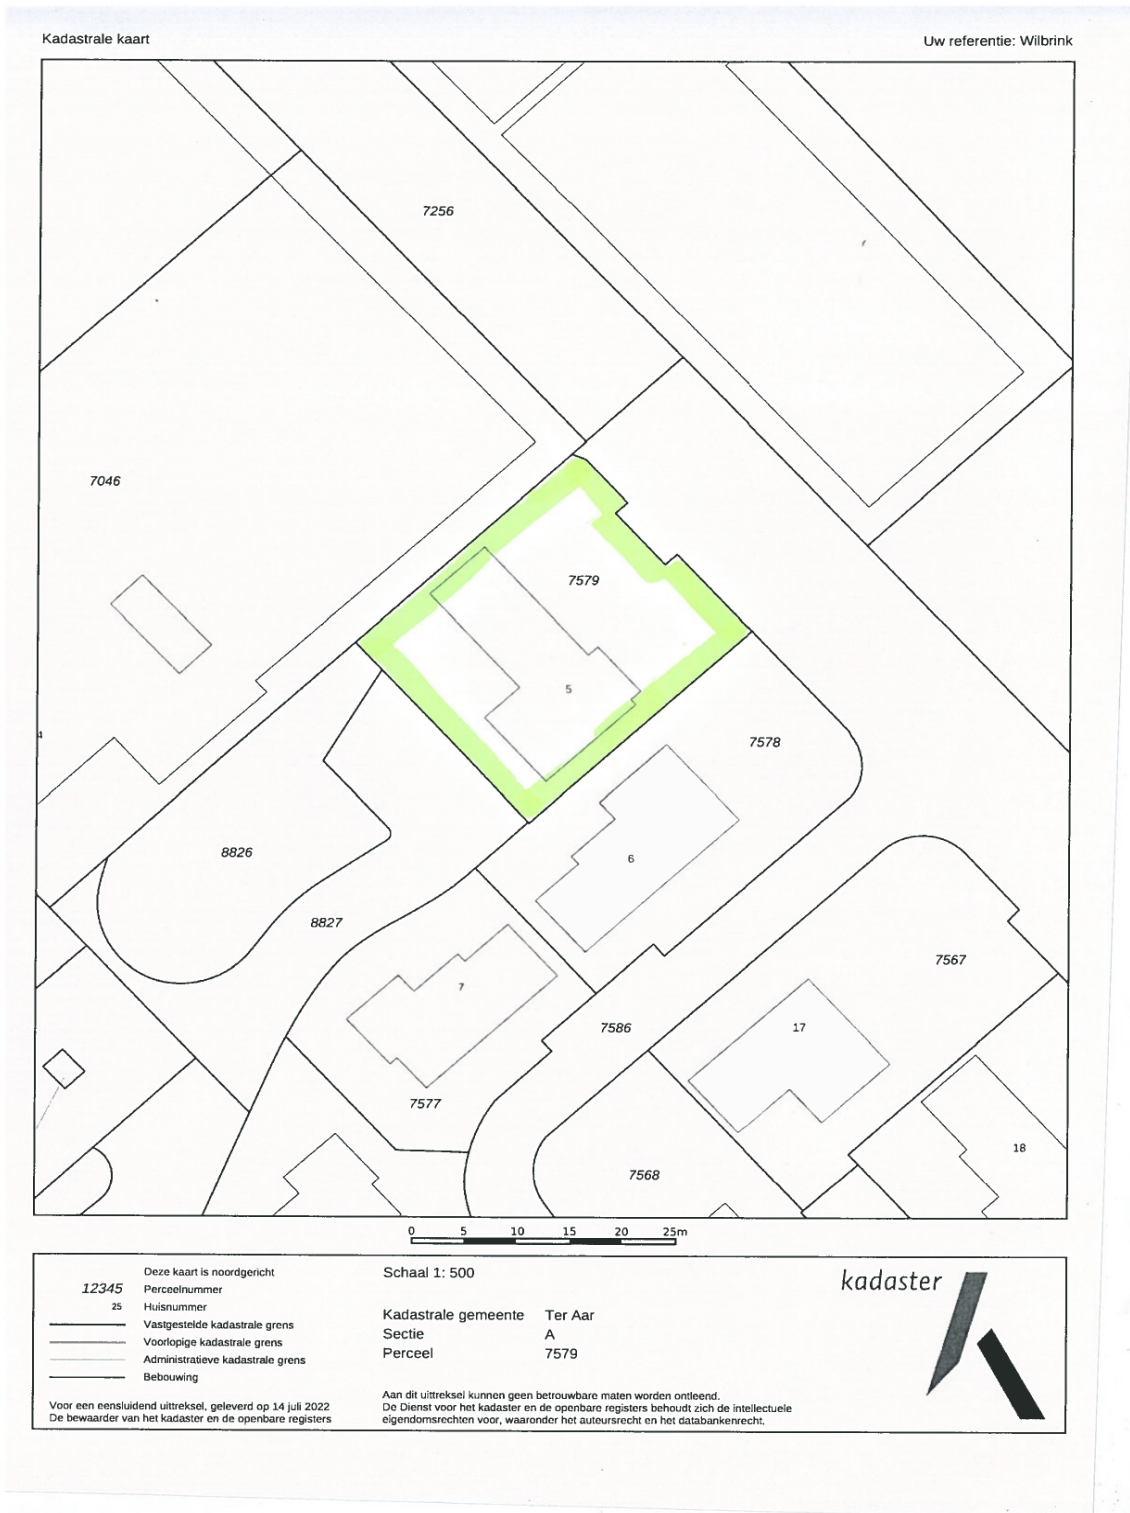 Kadastrale kaart
Uw referentie: Wilbrink
7256
7046
7579
5
4
7578
8826
6
8827
7567
7
17
7586
7577
18
7568
0 5 10 15 20 25m
Deze kaart is noordgericht
12345 Perceelnummer
25 Huisnummer
Vastgestelde kadastrale grens
Voorlopige kadastrale grens
Administratieve kadastrale grens
Bebouwing
Voor een eensluidend uittreksel, geleverd op 14 juli 2022
De bewaarder van het kadaster en de openbare registers
Schaal 1: 500
Kadastrale gemeente Ter Aar
Sectie A
Perceel 7579
Aan dit uittreksel kunnen geen betrouwbare maten worden ontleend.
De Dienst voor het kadaster en de openbare registers behoudt zich de intellectuele
eigendomsrechten voor, waaronder het auteursrecht en het databankenrecht.
kadaster